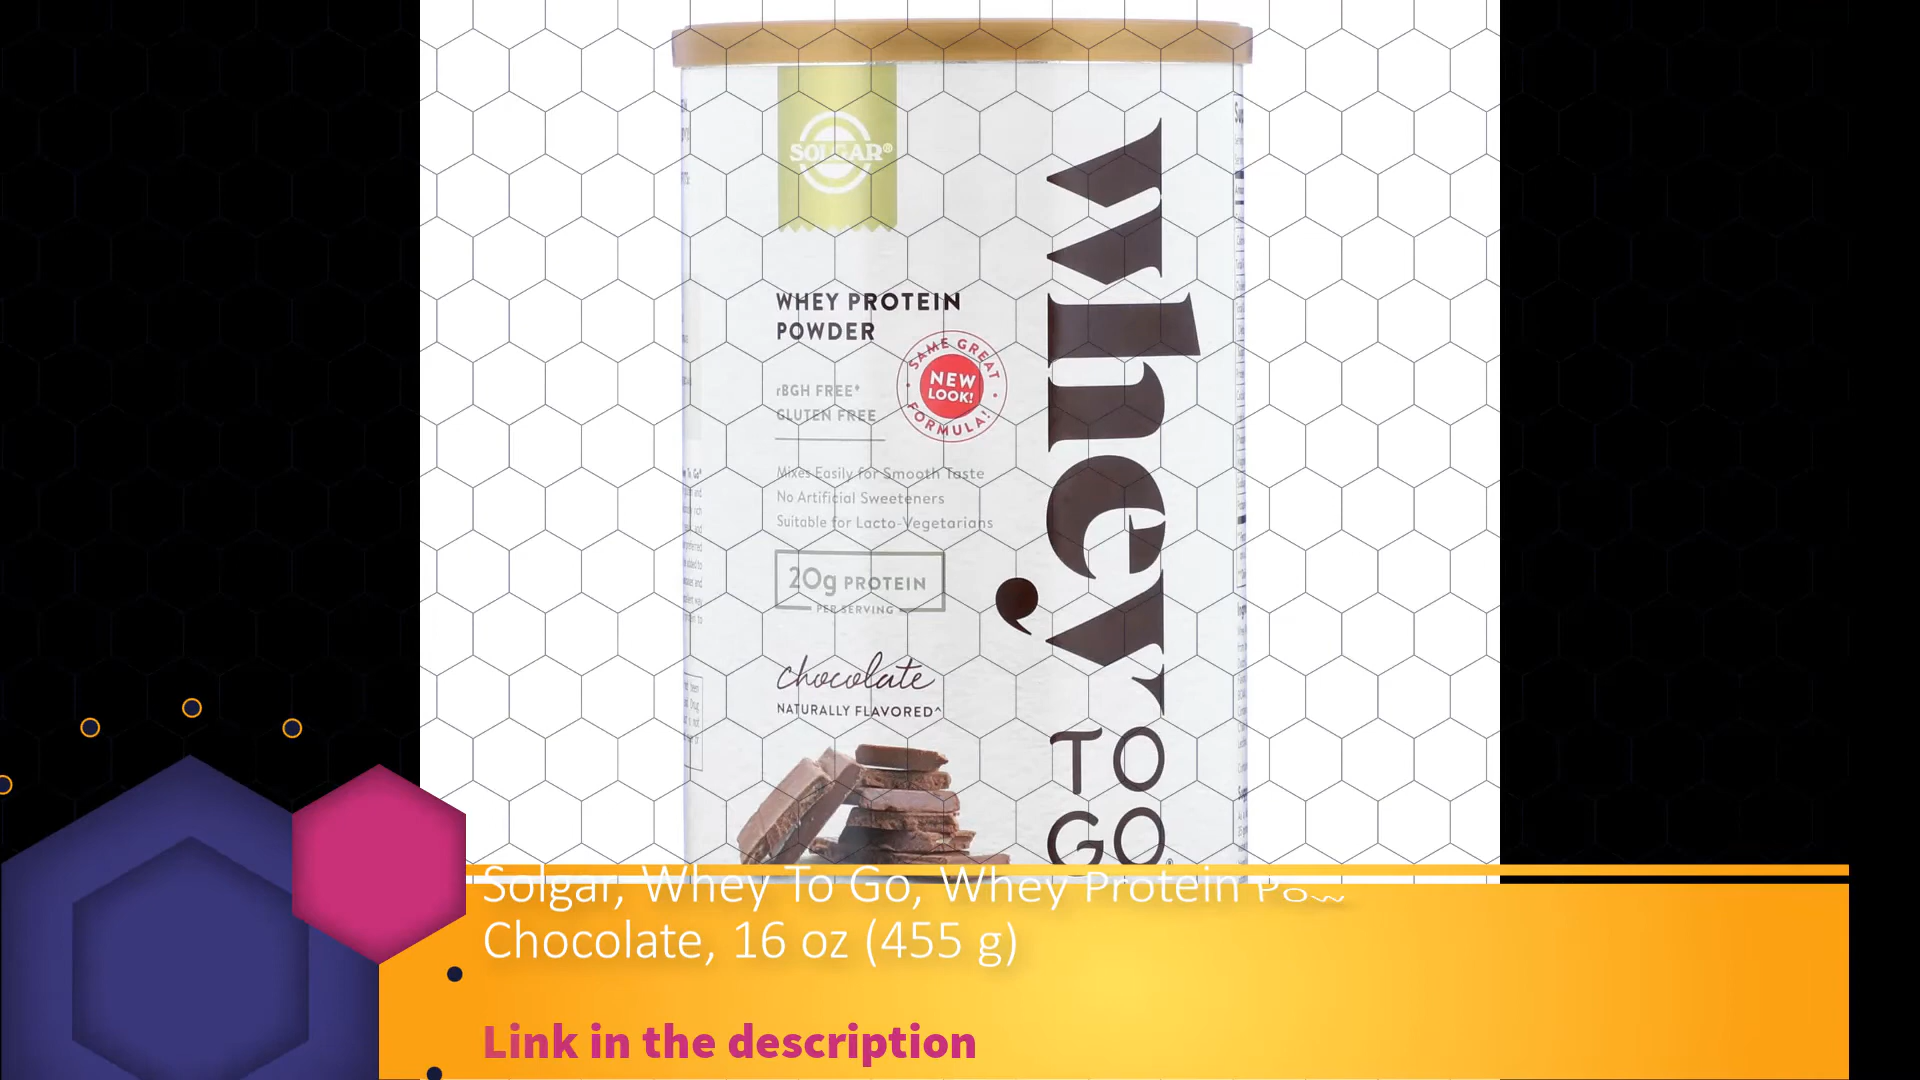 SOLGAR®
WHEY PROTEIN
POWDER
rBGH FREE*
GLUTEN FREE
SAME GREAT
NEW
LOOK!
FORMULA!
Mixes Easily for Smooth Taste
No Artificial Sweeteners
Suitable for Lacto-Vegetarians
20g PROTEIN
PER SERVING
chocolate
NATURALLY FLAVORED^
whey
TO
GO®
Solgar, Whey To Go, Whey Protein Pow
Chocolate, 16 oz (455 g)
Link in the description